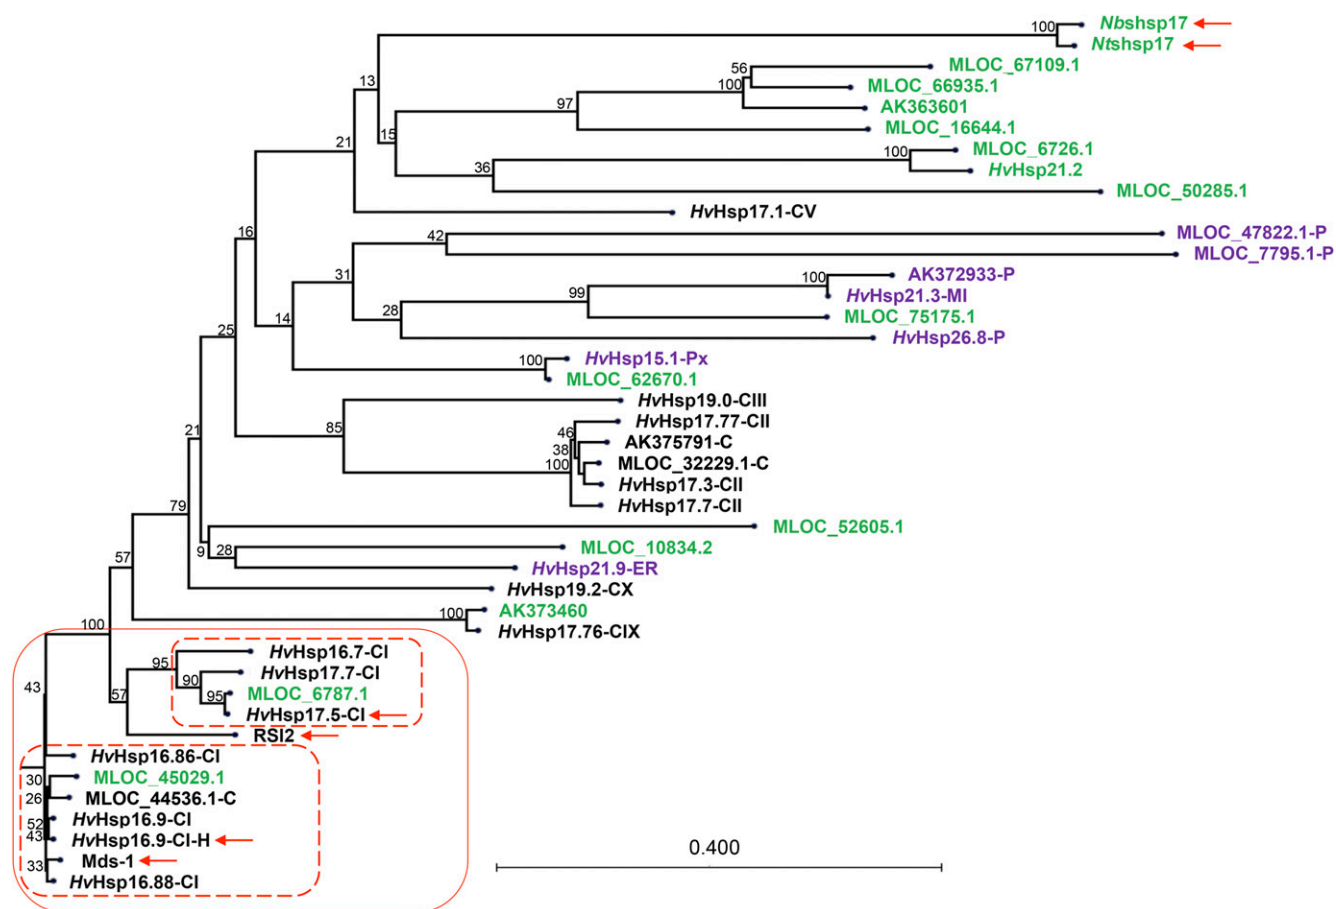 100
Nbshsp17
Ntshsp17
56
MLOC_67109.1
13
100
MLOC_66935.1
97
AK363601
15
MLOC_16644.1
21
100
MLOC_6726.1
36
HvHsp21.2
MLOC_50285.1
HvHsp17.1-CV
16
42
MLOC_47822.1-P
MLOC_7795.1-P
31
100
AK372933-P
99
HvHsp21.3-MI
14
28
MLOC_75175.1
25
HvHsp26.8-P
100
HvHsp15.1-Px
MLOC_62670.1
HvHsp19.0-CIII
85
HvHsp17.77-CII
21
46
AK375791-C
38
100
MLOC_32229.1-C
HvHsp17.3-CII
79
HvHsp17.7-CII
MLOC_52605.1
9
28
MLOC_10834.2
57
HvHsp21.9-ER
HvHsp19.2-CX
100
AK373460
100
HvHsp17.76-CIX
95
HvHsp16.7-CI
90
HvHsp17.7-CI
43
57
95
MLOC_6787.1
HvHsp17.5-CI
RSI2
HvHsp16.86-CI
30
MLOC_45029.1
26
MLOC_44536.1-C
52
HvHsp16.9-CI
43
HvHsp16.9-CI-H
33
Mds-1
HvHsp16.88-CI
0.400